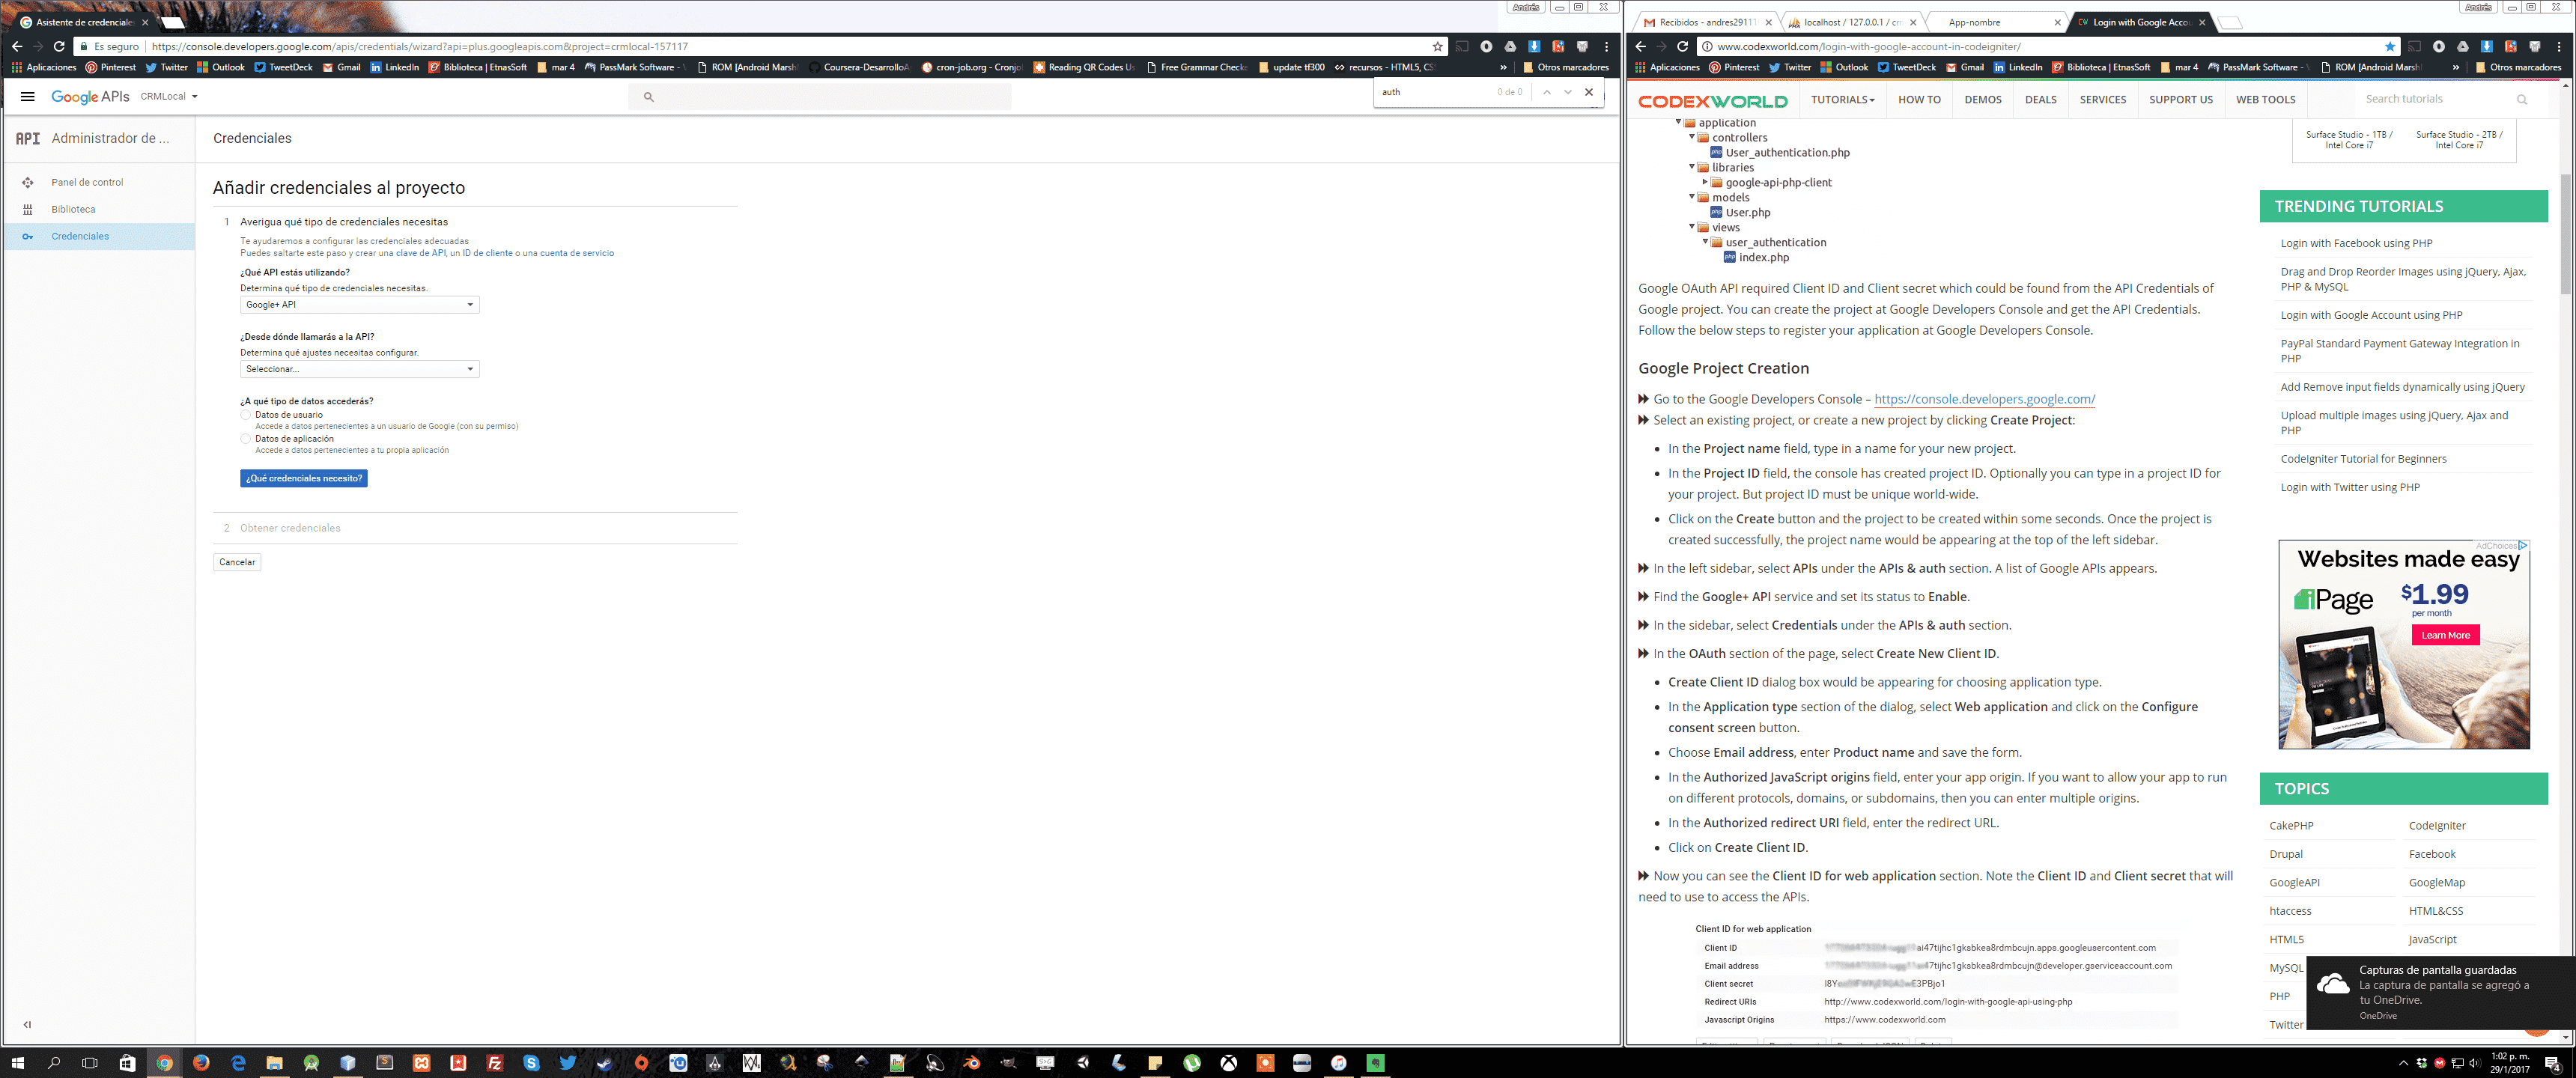 Asistente de credenciale
Andrés
Es seguro
https://console.developers.google.com/apis/credentials/wizard?api=plus.googleapis.com&project=crmlocal-157117
Aplicaciones
Pinterest
Twitter
Outlook
TweetDeck
Gmail
LinkedIn
Biblioteca | EtnasSoft
mar 4
PassMark Software -
ROM [Android Marsh
Coursera-DesarrolloA
cron-job.org - Cronjo
Reading QR Codes Us
Free Grammar Checke
update tf300
recursos - HTML5, CS
»
Otros marcadores
auth
0 de 0
Google APIs
CRMLocal
API
Administrador de ...
Panel de control
Biblioteca
Credenciales
Credenciales
Añadir credenciales al proyecto
1 Averigua qué tipo de credenciales necesitas
Te ayudaremos a configurar las credenciales adecuadas
Puedes saltarte este paso y crear una clave de API, un ID de cliente o una cuenta de servicio
¿Qué API estás utilizando?
Determina qué tipo de credenciales necesitas.
Google+ API
¿Desde dónde llamarás a la API?
Determina qué ajustes necesitas configurar.
Seleccionar...
¿A qué tipo de datos accederás?
Datos de usuario
Accede a datos pertenecientes a un usuario de Google (con su permiso)
Datos de aplicación
Accede a datos pertenecientes a tu propia aplicación
¿Qué credenciales necesito?
2 Obtener credenciales
Cancelar
Andrés
Recibidos - andres29111
localhost / 127.0.0.1 / crm
App-nombre
CW Login with Google Accou
www.codexworld.com/login-with-google-account-in-codeigniter/
Aplicaciones
Pinterest
Twitter
Outlook
TweetDeck
Gmail
LinkedIn
Biblioteca | EtnasSoft
mar 4
PassMark Software -
ROM [Android Marsh
»
Otros marcadores
CODEXWORLD
TUTORIALS
HOW TO
DEMOS
DEALS
SERVICES
SUPPORT US
WEB TOOLS
Search tutorials
application
controllers
User_authentication.php
libraries
google-api-php-client
models
User.php
views
user_authentication
index.php
Google OAuth API required Client ID and Client secret which could be found from the API Credentials of
Google project. You can create the project at Google Developers Console and get the API Credentials.
Follow the below steps to register your application at Google Developers Console.
Google Project Creation
Go to the Google Developers Console – https://console.developers.google.com/
Select an existing project, or create a new project by clicking Create Project:
• In the Project name field, type in a name for your new project.
• In the Project ID field, the console has created project ID. Optionally you can type in a project ID for
your project. But project ID must be unique world-wide.
• Click on the Create button and the project to be created within some seconds. Once the project is
created successfully, the project name would be appearing at the top of the left sidebar.
In the left sidebar, select APIs under the APIs & auth section. A list of Google APIs appears.
Find the Google+ API service and set its status to Enable.
In the sidebar, select Credentials under the APIs & auth section.
In the OAuth section of the page, select Create New Client ID.
• Create Client ID dialog box would be appearing for choosing application type.
• In the Application type section of the dialog, select Web application and click on the Configure
consent screen button.
• Choose Email address, enter Product name and save the form.
• In the Authorized JavaScript origins field, enter your app origin. If you want to allow your app to run
on different protocols, domains, or subdomains, then you can enter multiple origins.
• In the Authorized redirect URI field, enter the redirect URL.
• Click on Create Client ID.
Now you can see the Client ID for web application section. Note the Client ID and Client secret that will
need to use to access the APIs.
Client ID for web application
Client ID ai47tijhc1gksbkea8rdmbcujn.apps.googleusercontent.com
Email address 47tijhc1gksbkea8rdmbcujn@developer.gserviceaccount.com
Client secret E3PBjo1
Redirect URIs http://www.codexworld.com/login-with-google-api-using-php
Javascript Origins https://www.codexworld.com
Surface Studio - 1TB /
Intel Core i7
Surface Studio - 2TB /
Intel Core i7
TRENDING TUTORIALS
Login with Facebook using PHP
Drag and Drop Reorder Images using jQuery, Ajax,
PHP & MySQL
Login with Google Account using PHP
PayPal Standard Payment Gateway Integration in
PHP
Add Remove input fields dynamically using jQuery
Upload multiple images using jQuery, Ajax and
PHP
CodeIgniter Tutorial for Beginners
Login with Twitter using PHP
AdChoices
Websites made easy
iPage
$1.99
per month
Learn More
TOPICS
CakePHP
CodeIgniter
Drupal
Facebook
GoogleAPI
GoogleMap
htaccess
HTML&CSS
HTML5
JavaScript
MySQL
PHP
Twitter
Capturas de pantalla guardadas
La captura de pantalla se agregó a
tu OneDrive.
OneDrive
1:02 p. m.
29/1/2017
4